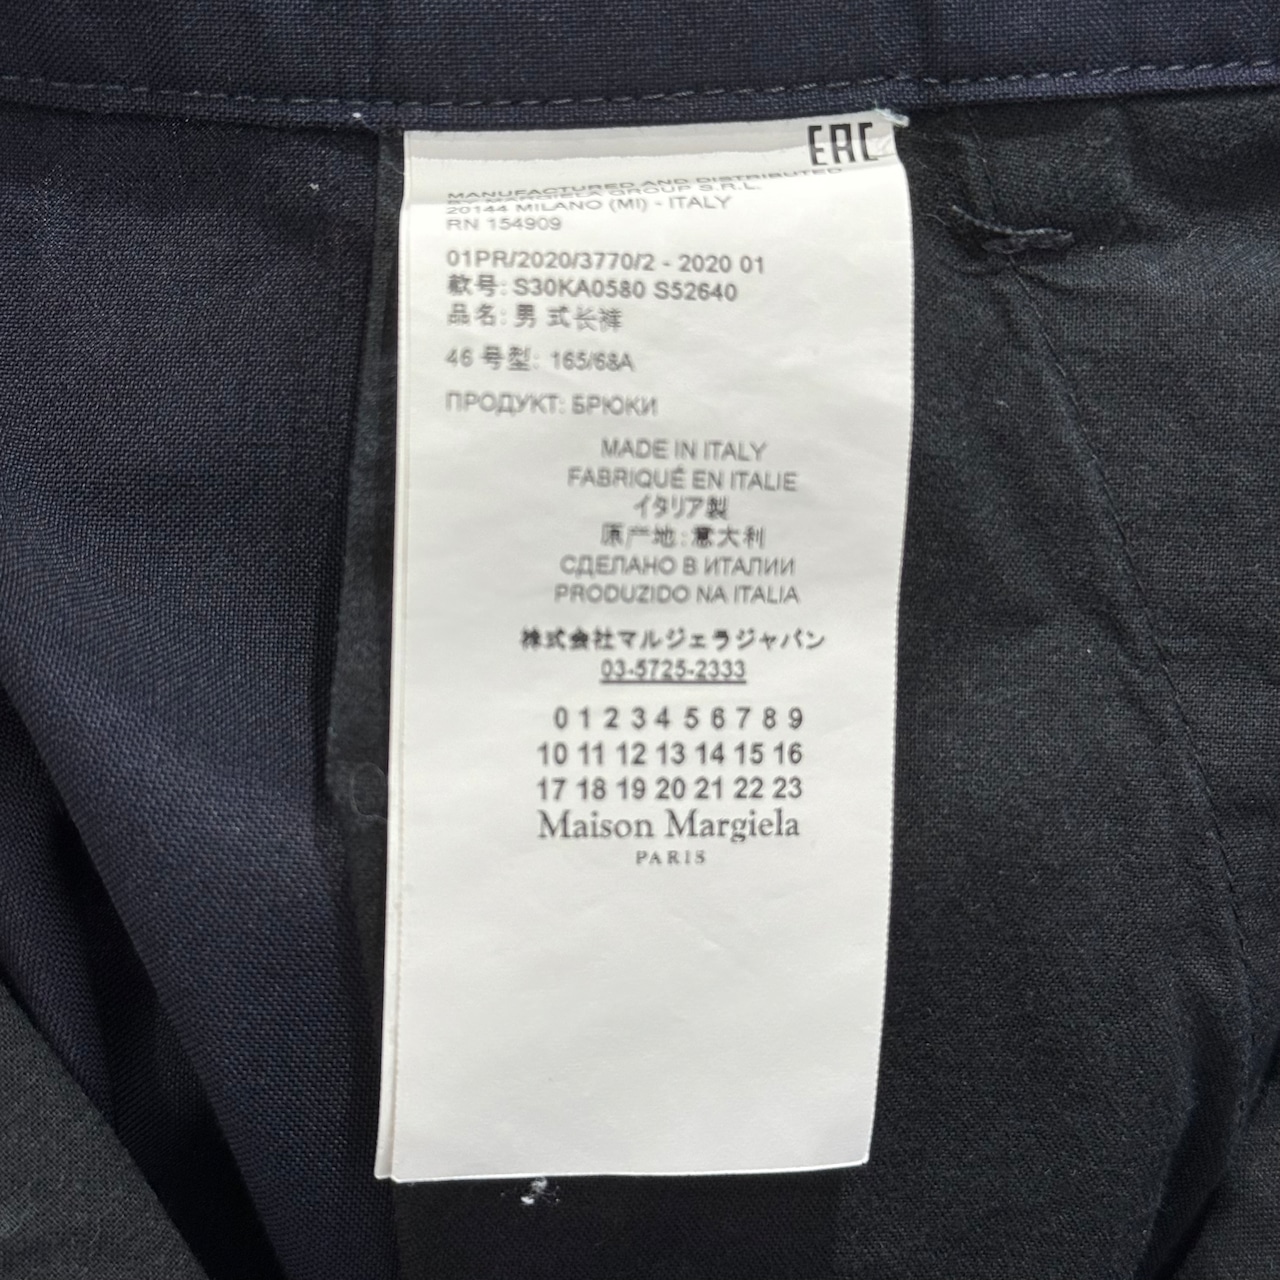 EAC
MANUFACTURED AND DISTRIBUTED
BY MARGIELA GROUP S.R.L.
20144 MILANO (MI) - ITALY
RN 154909
01PR/2020/3770/2 - 2020 01
款号: S30KA0580 S52640
品名: 男式长裤
46 号型: 165/68A
ПРОДУКТ: БРЮКИ
MADE IN ITALY
FABRIQUÉ EN ITALIE
イタリア製
原产地: 意大利
СДЕЛАНО В ИТАЛИИ
PRODUZIDO NA ITALIA
株式会社マルジェラジャパン
03-5725-2333
0 1 2 3 4 5 6 7 8 9
10 11 12 13 14 15 16
17 18 19 20 21 22 23
Maison Margiela
PARIS